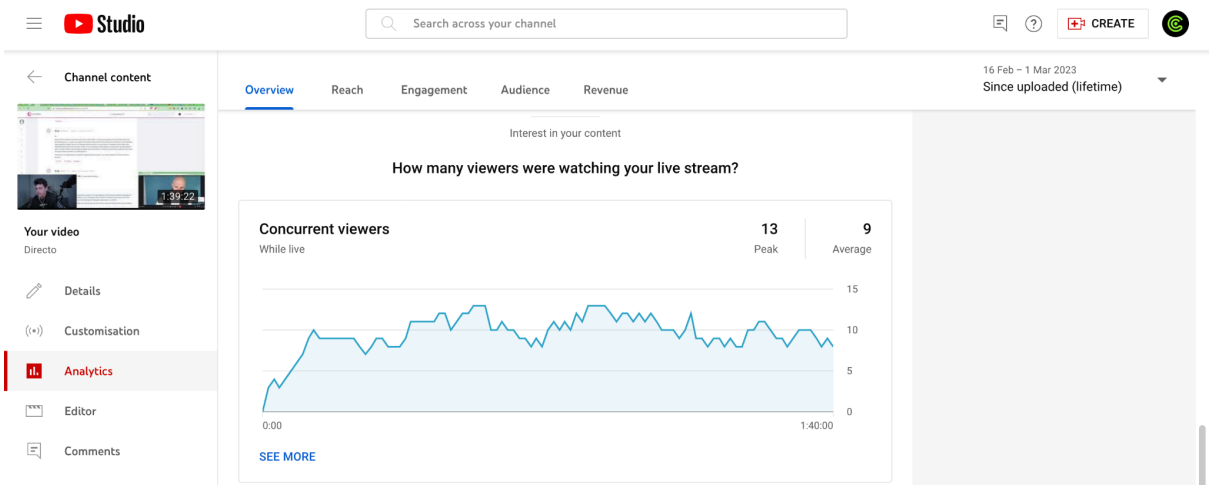 Studio
Search across your channel
CREATE
Channel content
1:39:22
Your video
Directo
Details
Customisation
Analytics
Editor
Comments
Overview Reach Engagement Audience Revenue
16 Feb – 1 Mar 2023
Since uploaded (lifetime)
Interest in your content
How many viewers were watching your live stream?
Concurrent viewers
While live
13
Peak
9
Average
15
10
5
0
0:00 1:40:00
SEE MORE